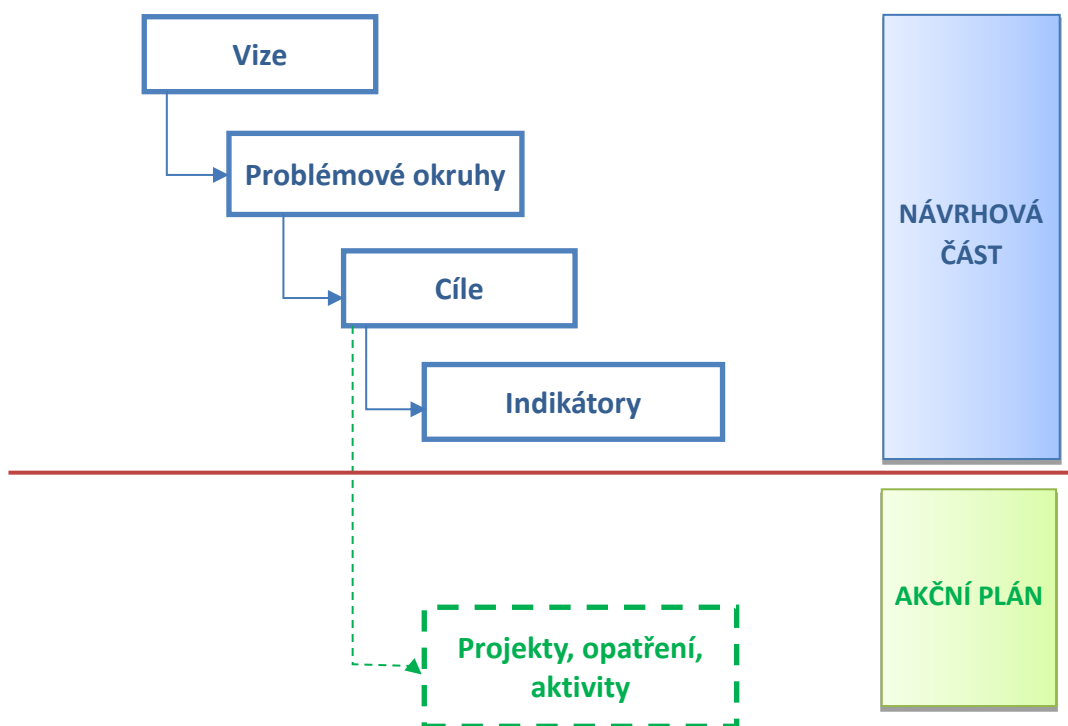 Vize
Problémové okruhy
Cíle
Indikátory
NÁVRHOVÁ
ČÁST
AKČNÍ PLÁN
Projekty, opatření,
aktivity